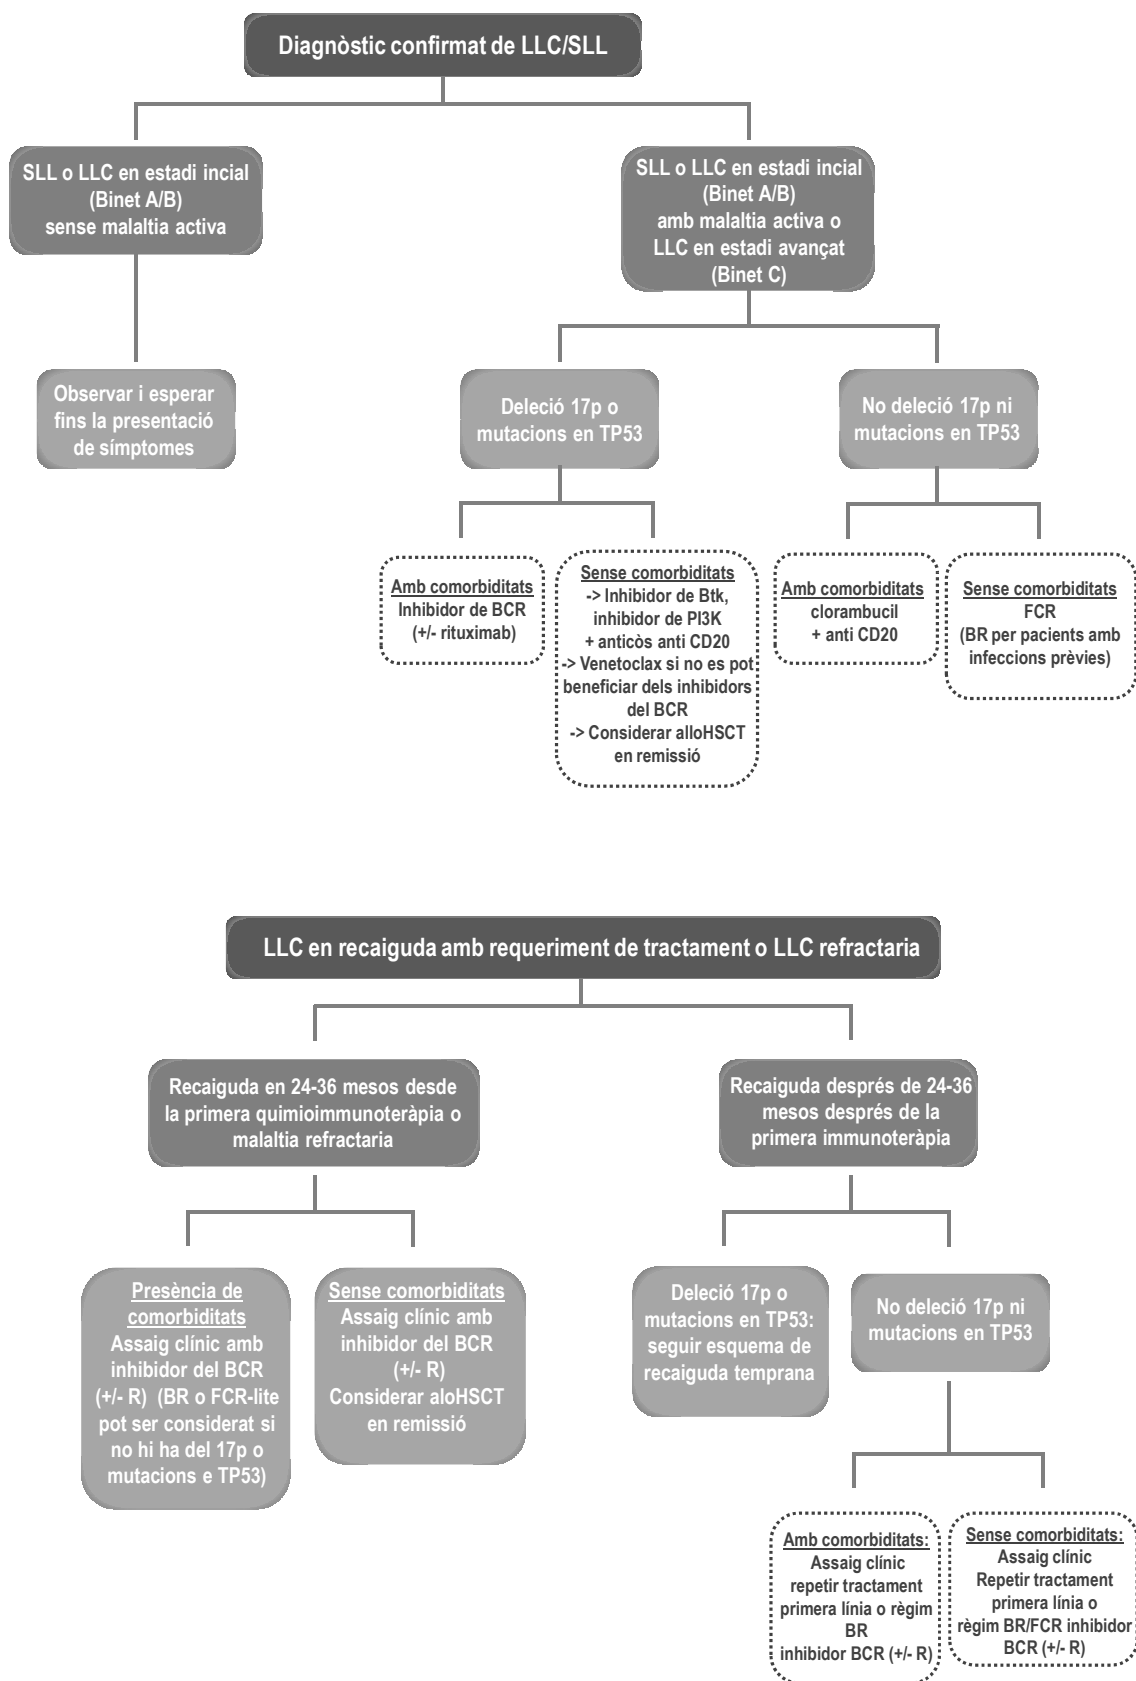 Diagnòstic confirmat de LLC/SLL
SLL o LLC en estadi incial
(Binet A/B)
sense malaltia activa
SLL o LLC en estadi incial
(Binet A/B)
amb malaltia activa o
LLC en estadi avançat
(Binet C)
Observar i esperar
fins la presentació
de símptomes
Deleció 17p o
mutacions en TP53
No deleció 17p ni
mutacions en TP53
Amb comorbiditats
Inhibidor de BCR
(+/- rituximab)
Sense comorbiditats
-> Inhibidor de Btk,
inhibidor de PI3K
+ anticòs anti CD20
-> Venetoclax si no es pot
beneficiar dels inhibidors
del BCR
-> Considerar alloHSCT
en remissió
Amb comorbiditats
clorambucil
+ anti CD20
Sense comorbiditats
FCR
(BR per pacients amb
infeccions prèvies)
LLC en recaiguda amb requeriment de tractament o LLC refractaria
Recaiguda en 24-36 mesos desde
la primera quimioimmunoteràpia o
malaltia refractaria
Recaiguda després de 24-36
mesos després de la
primera immunoteràpia
Presència de
comorbiditats
Assaig clínic amb
inhibidor del BCR
(+/- R) (BR o FCR-lite
pot ser considerat si
no hi ha del 17p o
mutacions e TP53)
Sense comorbiditats
Assaig clínic amb
inhibidor del BCR
(+/- R)
Considerar aloHSCT
en remissió
Deleció 17p o
mutacions en TP53:
seguir esquema de
recaiguda temprana
No deleció 17p ni
mutacions en TP53
Amb comorbiditats:
Assaig clínic
repetir tractament
primera línia o règim
BR
inhibidor BCR (+/- R)
Sense comorbiditats:
Assaig clínic
Repetir tractament
primera línia o
règim BR/FCR inhibidor
BCR (+/- R)